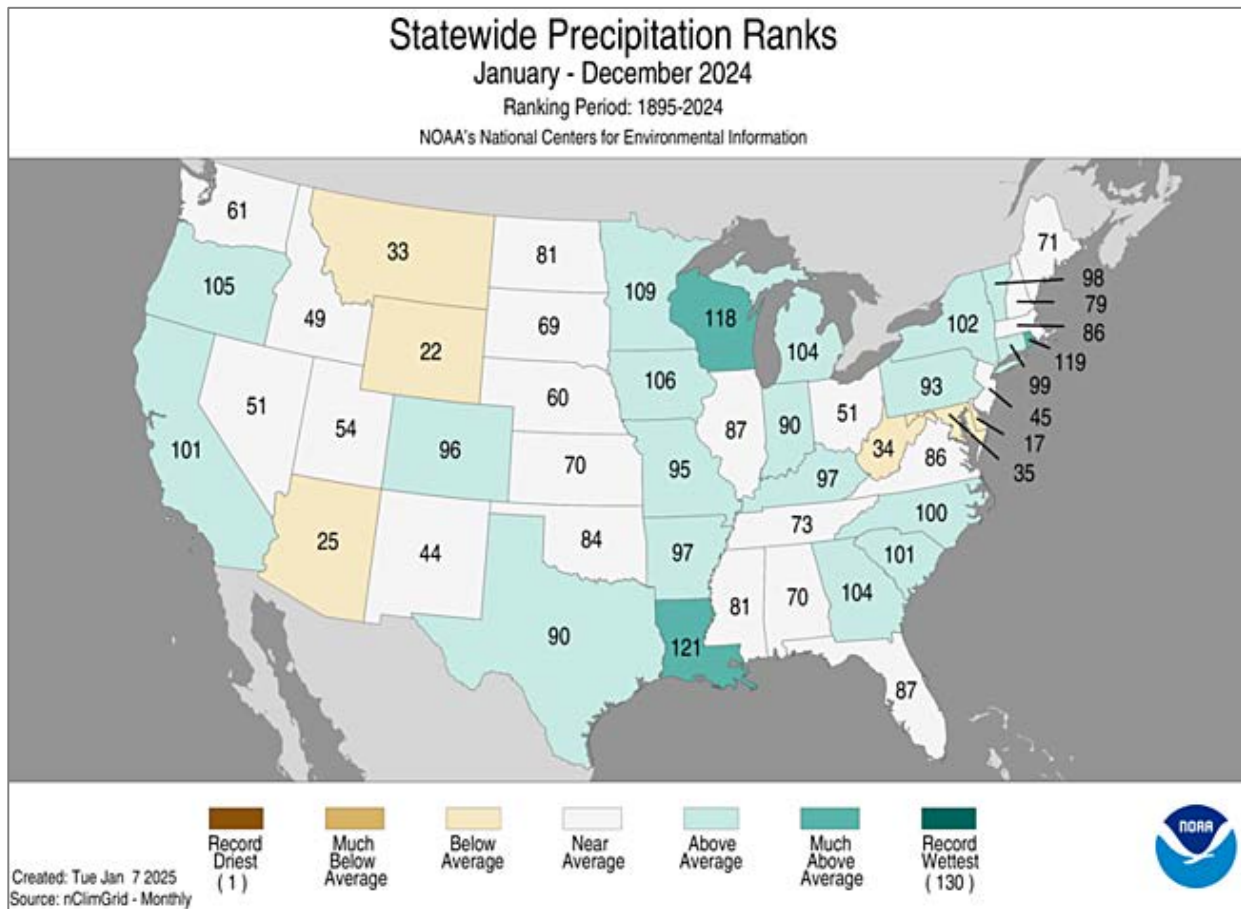 Statewide Precipitation Ranks
January - December 2024
Ranking Period: 1895-2024
NOAA's National Centers for Environmental Information
61
33
81
71
105
49
109
98
79
69
118
102
86
22
104
119
106
93
99
51
60
51
45
54
87
90
17
101
96
34
86
35
70
95
97
100
25
44
84
73
97
101
81
70
104
90
121
87
Record
Driest
( 1 )
Much
Below
Average
Below
Average
Near
Average
Above
Average
Much
Above
Average
Record
Wettest
( 130 )
NOAA
Created: Tue Jan 7 2025
Source: nClimGrid - Monthly